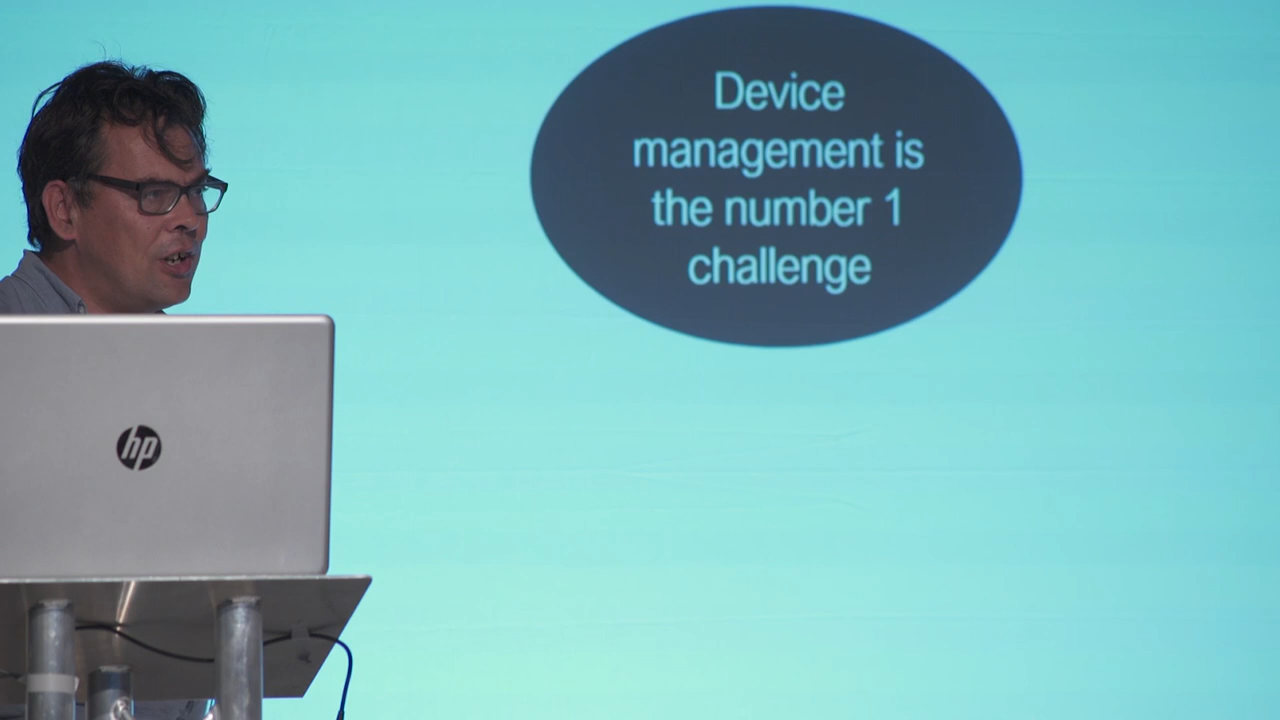 Device
management is
the number 1
challenge
hp